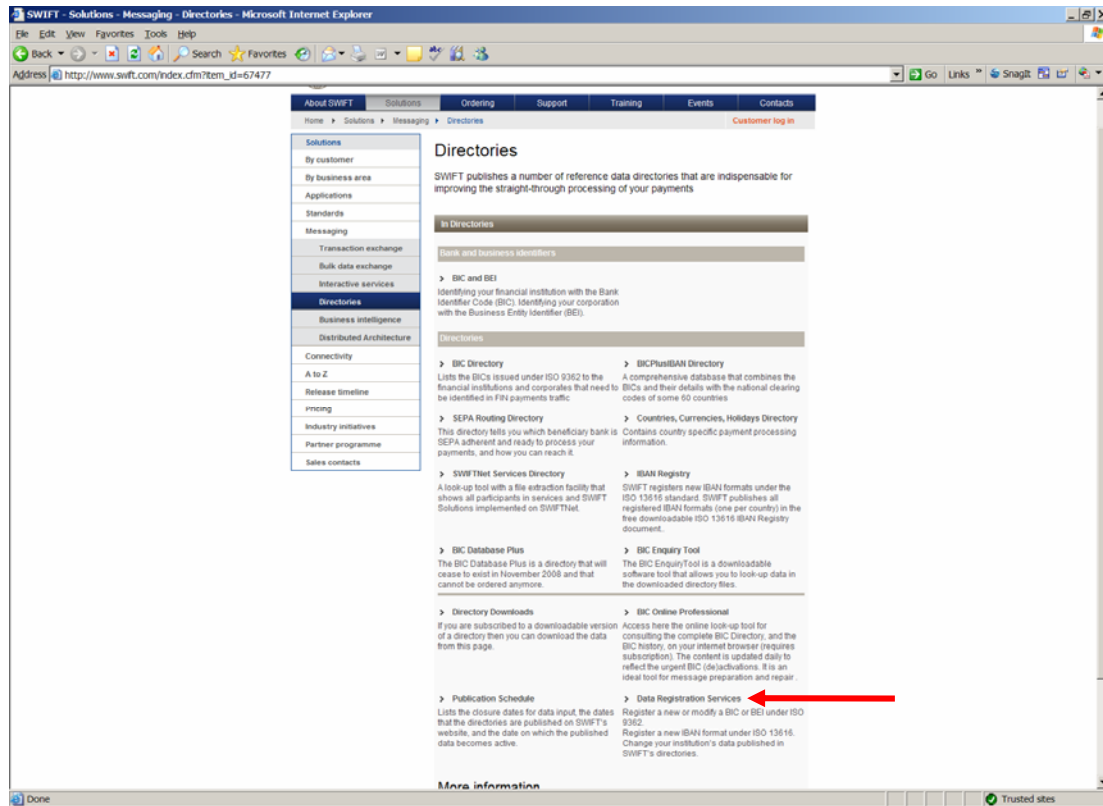 SWIFT - Solutions - Messaging - Directories - Microsoft Internet Explorer
File Edit View Favorites Tools Help
Back Search Favorites
Address http://www.swift.com/index.cfm?item_id=67477 Go Links » SnagIt
About SWIFT Solutions Ordering Support Training Events Contacts
Home Solutions Messaging Directories Customer log in
Solutions
By customer
By business area
Applications
Standards
Messaging
Transaction exchange
Bulk data exchange
Interactive services
Directories
Business intelligence
Distributed Architecture
Connectivity
A to Z
Release timeline
Pricing
Industry initiatives
Partner programme
Sales contacts
Directories
SWIFT publishes a number of reference data directories that are indispensable for
improving the straight-through processing of your payments
In Directories
Bank and business identifiers
BIC and BEI
Identifying your financial institution with the Bank
Identifier Code (BIC). Identifying your corporation
with the Business Entity Identifier (BEI).
Directories
BIC Directory
Lists the BICs issued under ISO 9362 to the
financial institutions and corporates that need to
be identified in FIN payments traffic
BICPlusIBAN Directory
A comprehensive database that combines the
BICs and their details with the national clearing
codes of some 60 countries
SEPA Routing Directory
This directory tells you which beneficiary bank is
SEPA adherent and ready to process your
payments, and how you can reach it.
Countries, Currencies, Holidays Directory
Contains country specific payment processing
information.
SWIFTNet Services Directory
A look-up tool with a file extraction facility that
shows all participants in services and SWIFT
Solutions implemented on SWIFTNet.
IBAN Registry
SWIFT registers new IBAN formats under the
ISO 13616 standard. SWIFT publishes all
registered IBAN formats (one per country) in the
free downloadable ISO 13616 IBAN Registry
document..
BIC Database Plus
The BIC Database Plus is a directory that will
cease to exist in November 2008 and that
cannot be ordered anymore.
BIC Enquiry Tool
The BIC EnquiryTool is a downloadable
software tool that allows you to look-up data in
the downloaded directory files.
Directory Downloads
If you are subscribed to a downloadable version
of a directory then you can download the data
from this page.
BIC Online Professional
Access here the online look-up tool for
consulting the complete BIC Directory, and the
BIC history, on your internet browser (requires
subscription). The content is updated daily to
reflect the urgent BIC (de)activations. It is an
ideal tool for message preparation and repair .
Publication Schedule
Lists the closure dates for data input, the dates
that the directories are published on SWIFT's
website, and the date on which the published
data becomes active.
Data Registration Services
Register a new or modify a BIC or BEI under ISO
9362.
Register a new IBAN format under ISO 13616.
Change your institution's data published in
SWIFT's directories.
More information
Done Trusted sites